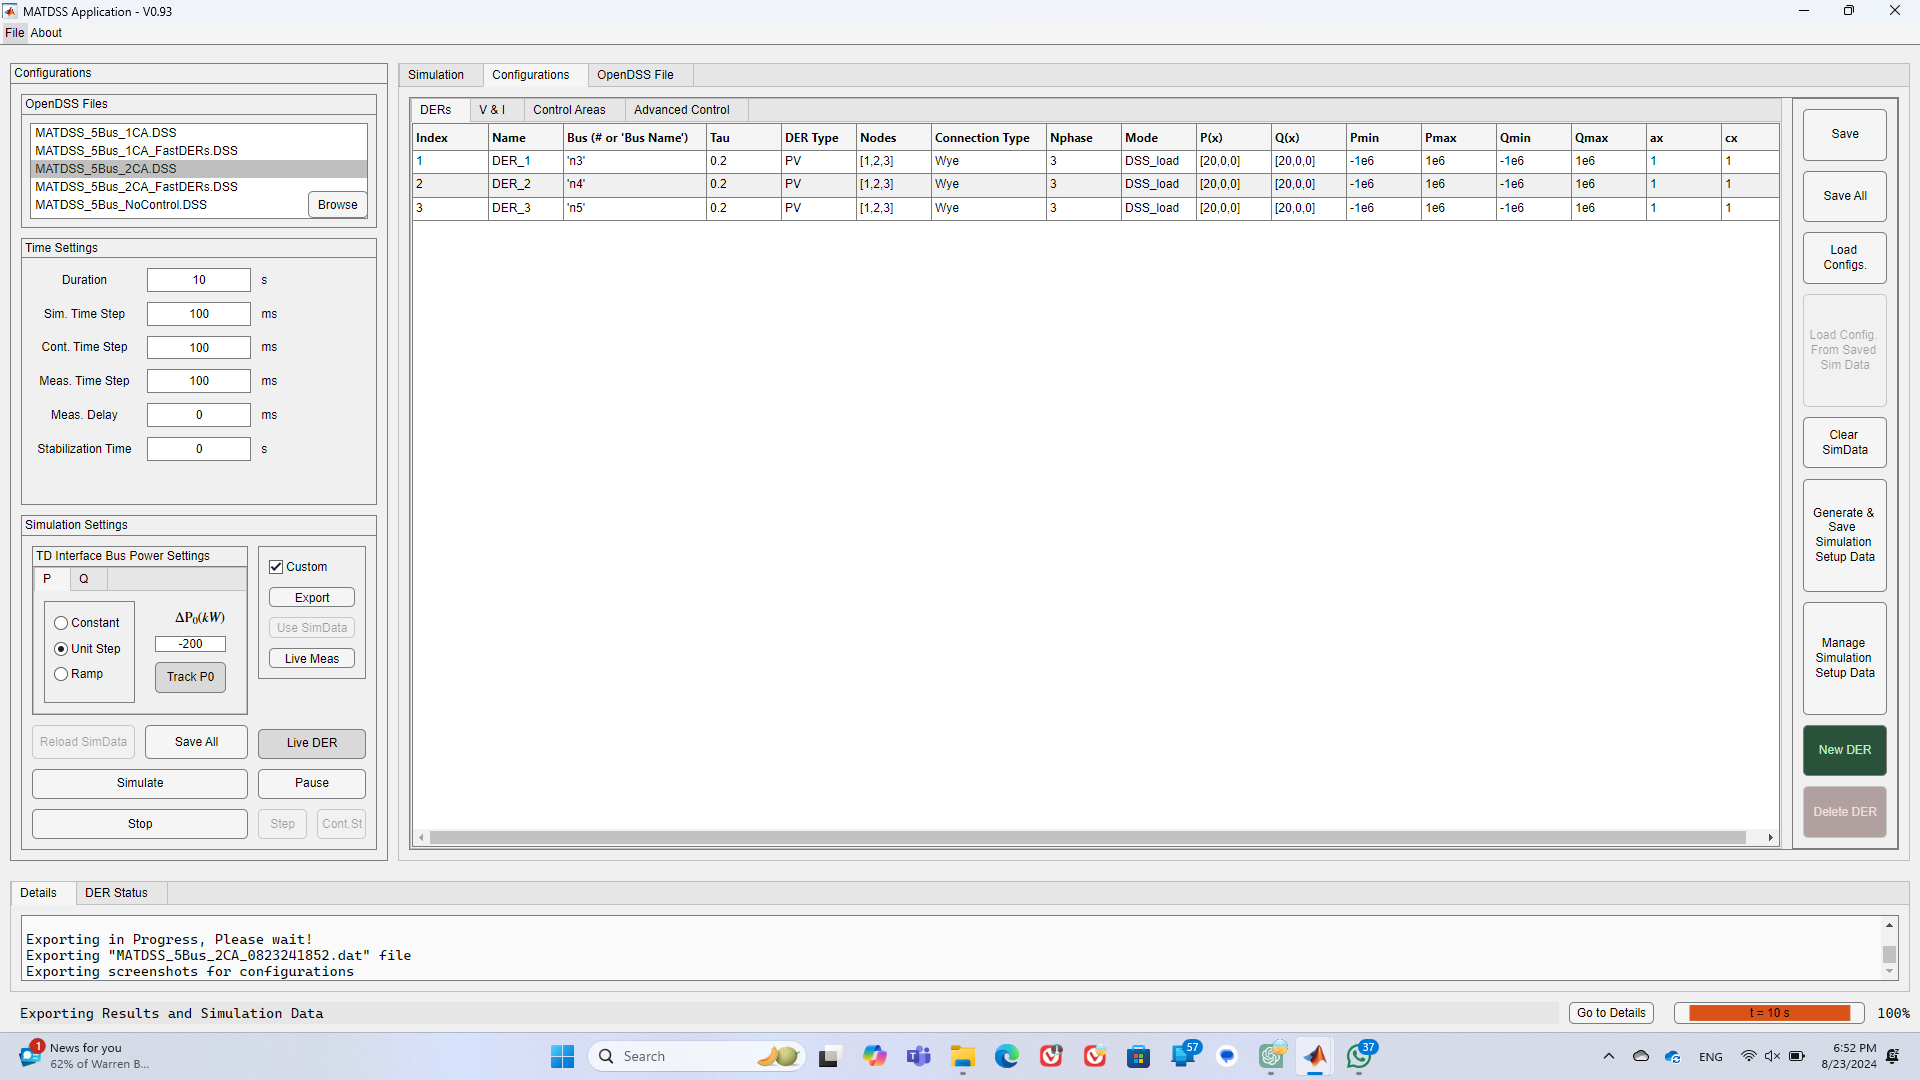 MATDSS Application - V0.93
File About
Configurations
OpenDSS Files
MATDSS_5Bus_1CA.DSS
MATDSS_5Bus_1CA_FastDERs.DSS
MATDSS_5Bus_2CA.DSS
MATDSS_5Bus_2CA_FastDERs.DSS
MATDSS_5Bus_NoControl.DSS
Browse
Time Settings
Duration 10 s
Sim. Time Step 100 ms
Cont. Time Step 100 ms
Meas. Time Step 100 ms
Meas. Delay 0 ms
Stabilization Time 0 s
Simulation Settings
TD Interface Bus Power Settings
P Q
Constant
Unit Step
Ramp
ΔP0(kW)
-200
Track P0
Custom
Export
Use SimData
Live Meas
Reload SimData Save All Live DER
Simulate Pause
Stop Step Cont.St
Simulation Configurations OpenDSS File
DERs V & I Control Areas Advanced Control
Index Name Bus (# or 'Bus Name') Tau DER Type Nodes Connection Type Nphase Mode P(x) Q(x) Pmin Pmax Qmin Qmax ax cx
1 DER_1 'n3' 0.2 PV [1,2,3] Wye 3 DSS_load [20,0,0] [20,0,0] -1e6 1e6 -1e6 1e6 1 1
2 DER_2 'n4' 0.2 PV [1,2,3] Wye 3 DSS_load [20,0,0] [20,0,0] -1e6 1e6 -1e6 1e6 1 1
3 DER_3 'n5' 0.2 PV [1,2,3] Wye 3 DSS_load [20,0,0] [20,0,0] -1e6 1e6 -1e6 1e6 1 1
Save
Save All
Load
Configs.
Load Config.
From Saved
Sim Data
Clear
SimData
Generate &
Save
Simulation
Setup Data
Manage
Simulation
Setup Data
New DER
Delete DER
Details DER Status
Exporting in Progress, Please wait!
Exporting "MATDSS_5Bus_2CA_0823241852.dat" file
Exporting screenshots for configurations
Exporting Results and Simulation Data
Go to Details
t = 10 s
100%
1
News for you
62% of Warren B...
Search
57
37
ENG
6:52 PM
8/23/2024